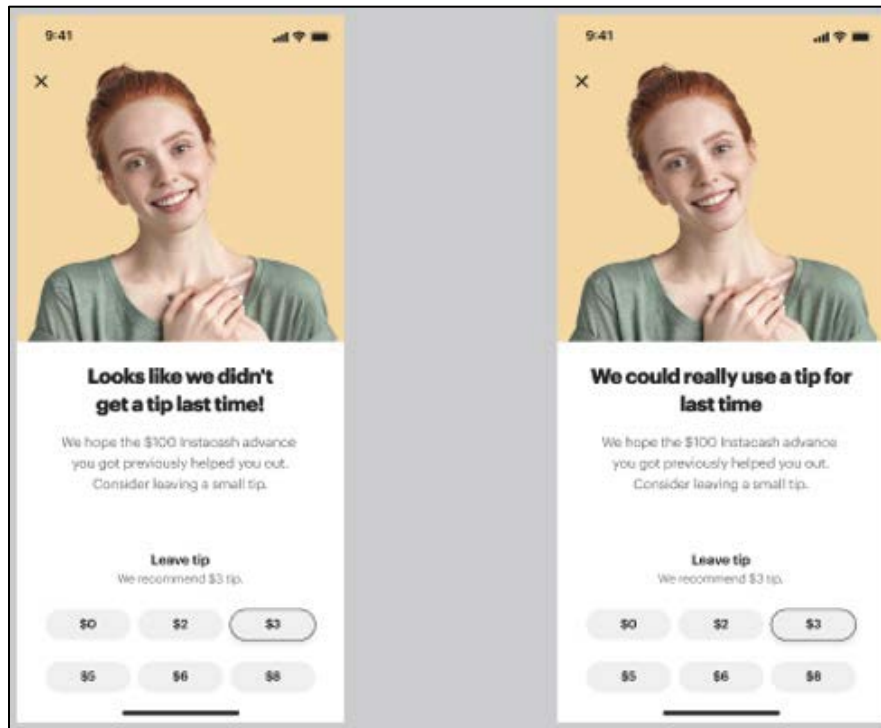 9:41
Looks like we didn't
get a tip last time!
We hope the $100 Instacash advance
you got previously helped you out.
Consider leaving a small tip.
Leave tip
We recommend $3 tip.
$0 $2 $3
$5 $6 $8
9:41
We could really use a tip for
last time
We hope the $100 Instacash advance
you got previously helped you out.
Consider leaving a small tip.
Leave tip
We recommend $3 tip.
$0 $2 $3
$5 $6 $8